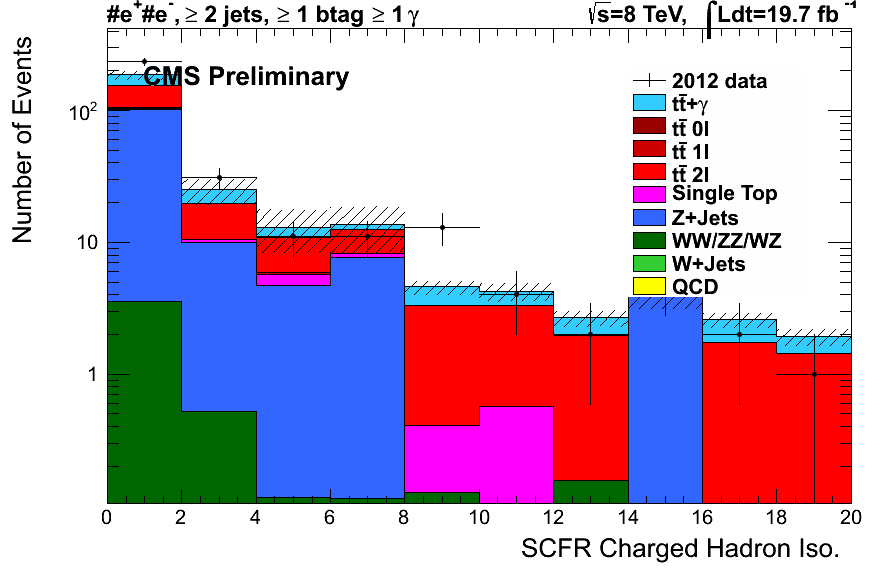 #e⁺#e⁻, ≥ 2 jets, ≥ 1 btag ≥ 1 γ
√s=8 TeV, ∫Ldt=19.7 fb⁻¹
CMS Preliminary
Number of Events
10²
10
1
2012 data
tt̄+γ
tt̄ 0l
tt̄ 1l
tt̄ 2l
Single Top
Z+Jets
WW/ZZ/WZ
W+Jets
QCD
0 2 4 6 8 10 12 14 16 18 20
SCFR Charged Hadron Iso.